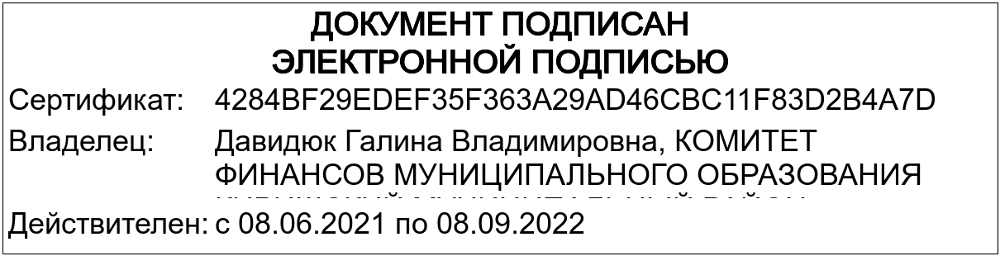 ДОКУМЕНТ ПОДПИСАН
ЭЛЕКТРОННОЙ ПОДПИСЬЮ
Сертификат: 4284BF29EDEF35F363A29AD46CBC11F83D2B4A7D
Владелец: Давидюк Галина Владимировна, КОМИТЕТ
ФИНАНСОВ МУНИЦИПАЛЬНОГО ОБРАЗОВАНИЯ
Действителен: с 08.06.2021 по 08.09.2022